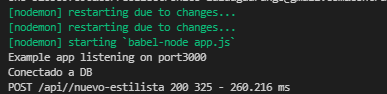 [nodemon] restarting due to changes...
[nodemon] restarting due to changes...
[nodemon] starting `babel-node app.js`
Example app listening on port3000
Conectado a DB
POST /api//nuevo-estilista 200 325 - 260.216 ms